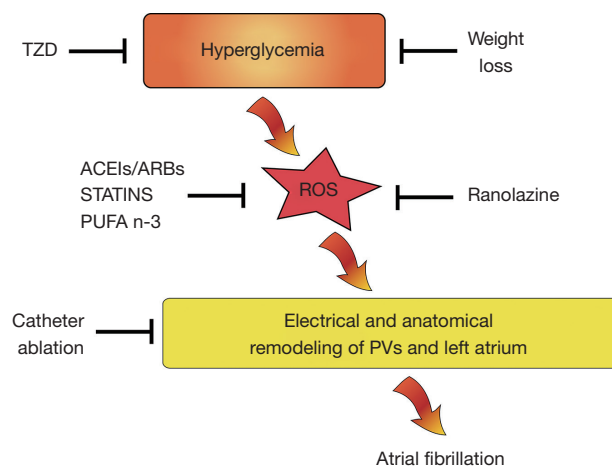 TZD
Hyperglycemia
Weight
loss
ACEIs/ARBs
STATINS
PUFA n-3
ROS
Ranolazine
Catheter
ablation
Electrical and anatomical
remodeling of PVs and left atrium
Atrial fibrillation